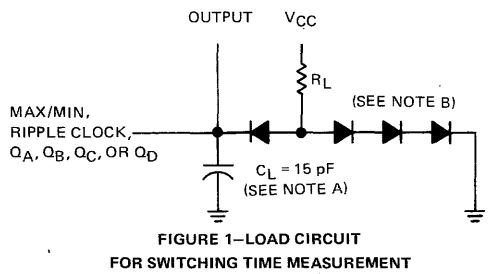 OUTPUT
VCC
RL
(SEE NOTE B)
MAX/MIN,
RIPPLE CLOCK,
QA, QB, QC, OR QD
CL = 15 pF
(SEE NOTE A)
FIGURE 1—LOAD CIRCUIT
FOR SWITCHING TIME MEASUREMENT